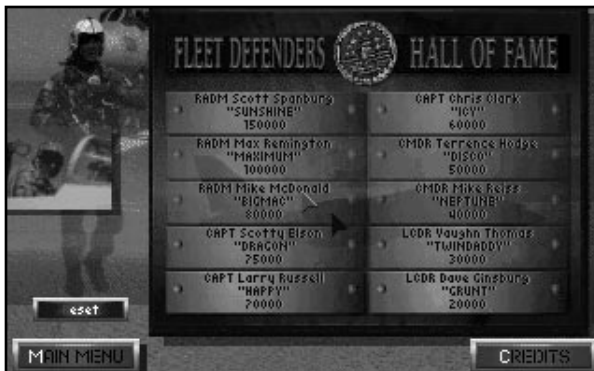 FLEET DEFENDERS HALL OF FAME
RADM Scott Spanburg
"SUNSHINE"
150000
RADM Max Remington
"MAXIMUM"
100000
RADM Mike McDonald
"BIGMAC"
80000
CAPT Scotty Elson
"DRAGON"
75000
CAPT Larry Russell
"HAPPY"
70000
CAPT Chris Clark
"ICY"
60000
CMDR Terrence Hodge
"DISCO"
50000
CMDR Mike Reiss
"NEPTUNE"
40000
LCDR Vaughn Thomas
"TWINDADDY"
30000
LCDR Dave Ginsburg
"GRUNT"
20000
eset
MAIN MENU
CREDITS